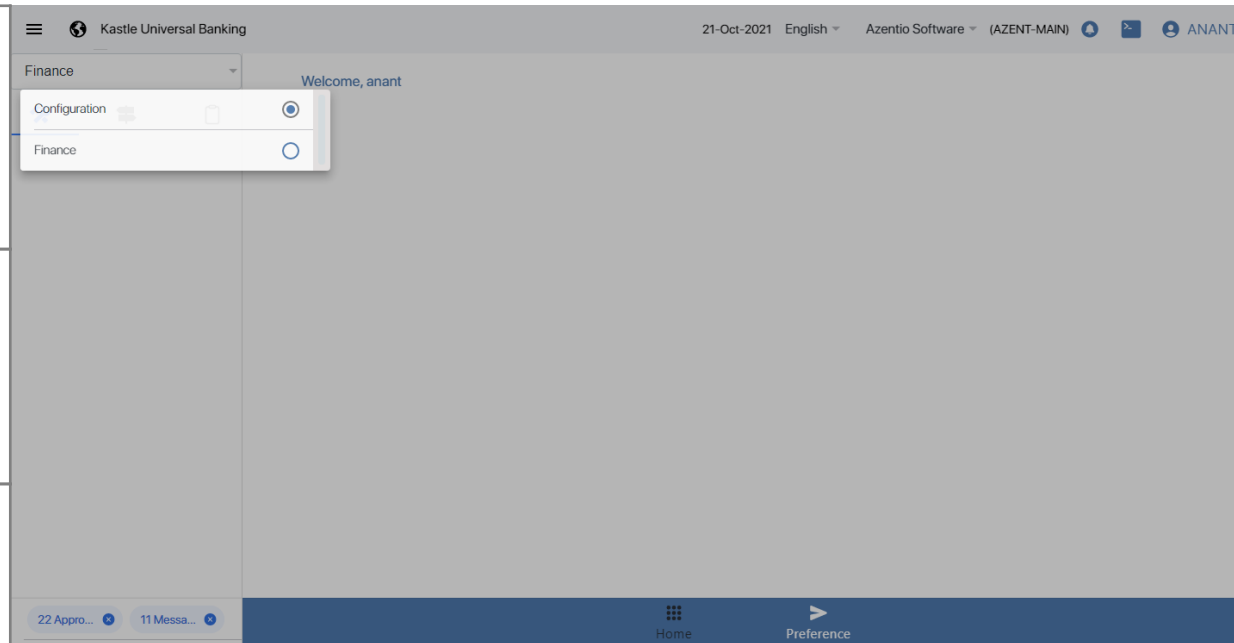 Kastle Universal Banking 21-Oct-2021 English Azentio Software (AZENT-MAIN) ANANT
Finance
Welcome, anant
Configuration
Finance
22 Appro... 11 Messa...
Home Preference